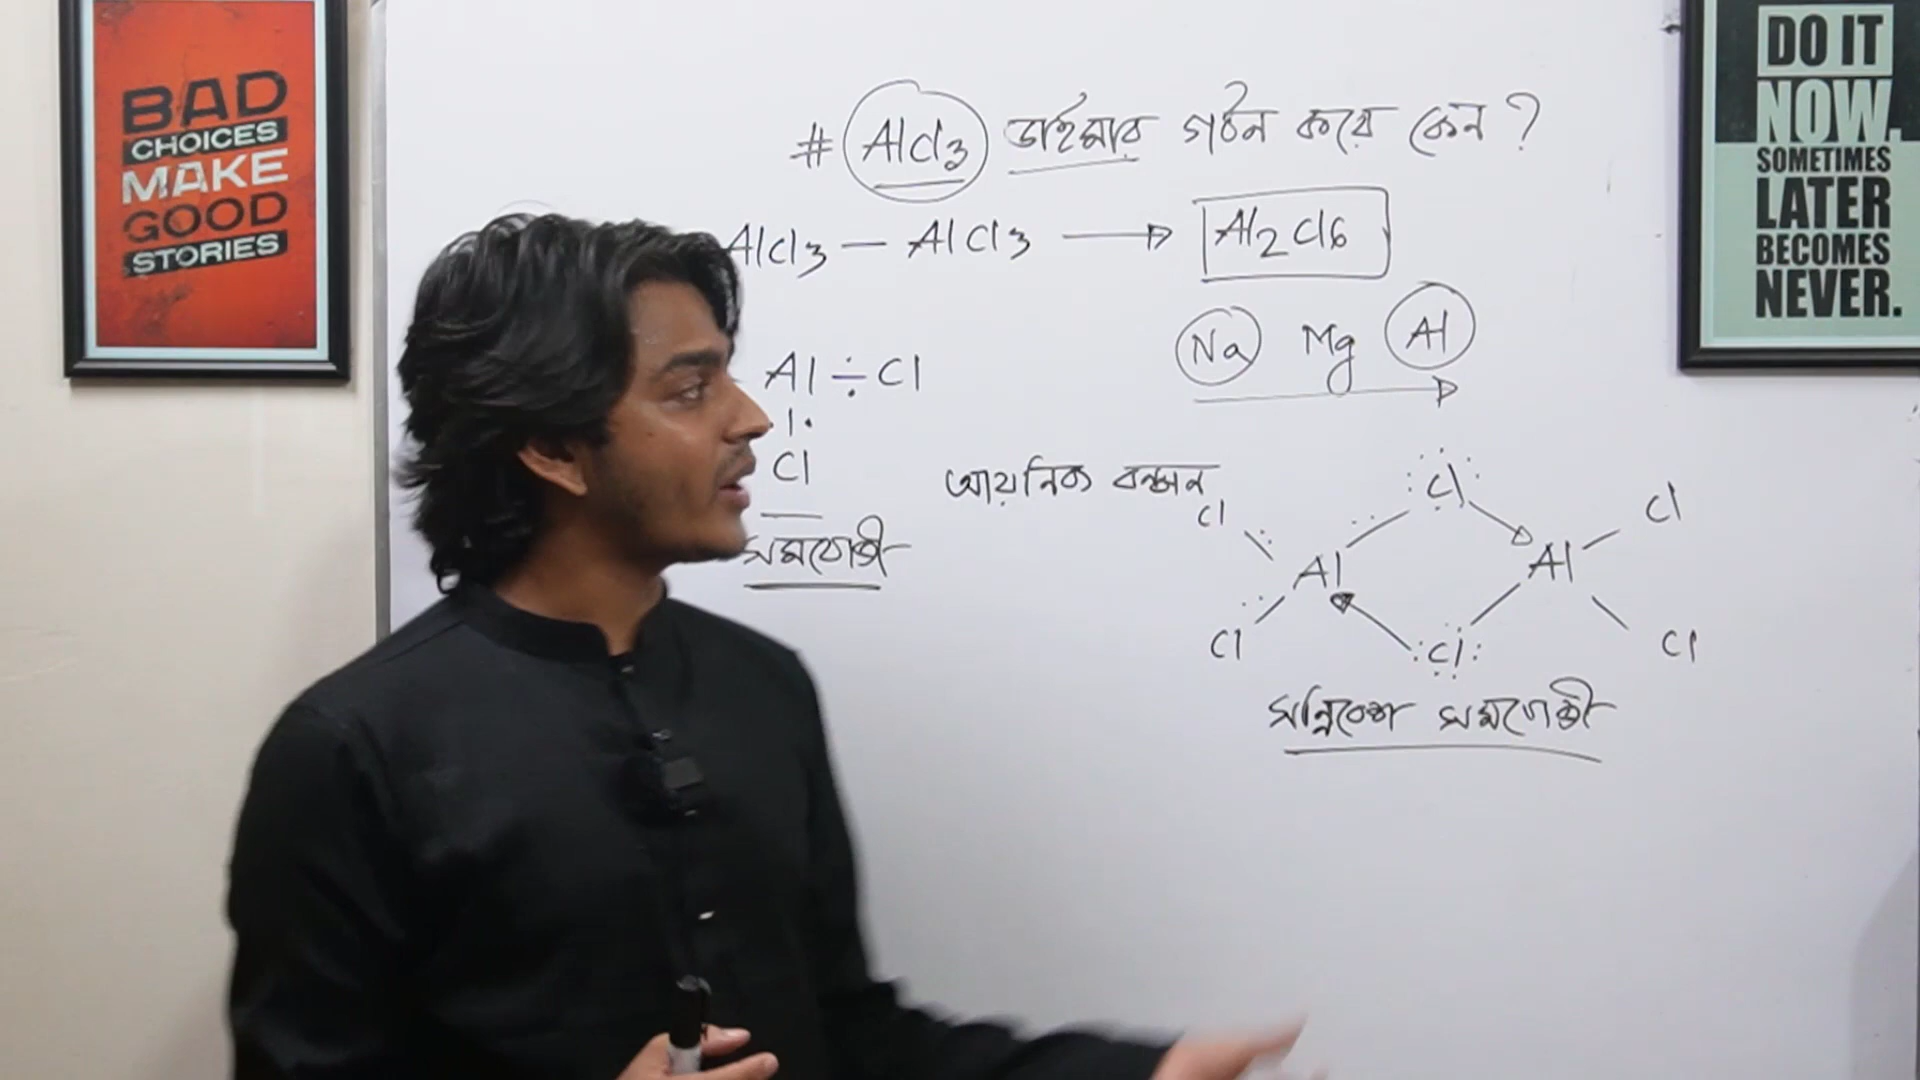 BAD
CHOICES
MAKE
GOOD
STORIES
# AlCl3 ডাইমার গঠন করে কেন ?
AlCl3 — AlCl3 → Al2Cl6
Na Mg Al
Al Cl
Cl
সমযোজী
আয়নিক বন্ধন
Cl Cl Cl
Al Al
Cl Cl Cl
সন্নিবেশ সমযোজী
DO IT
NOW.
SOMETIMES
LATER
BECOMES
NEVER.